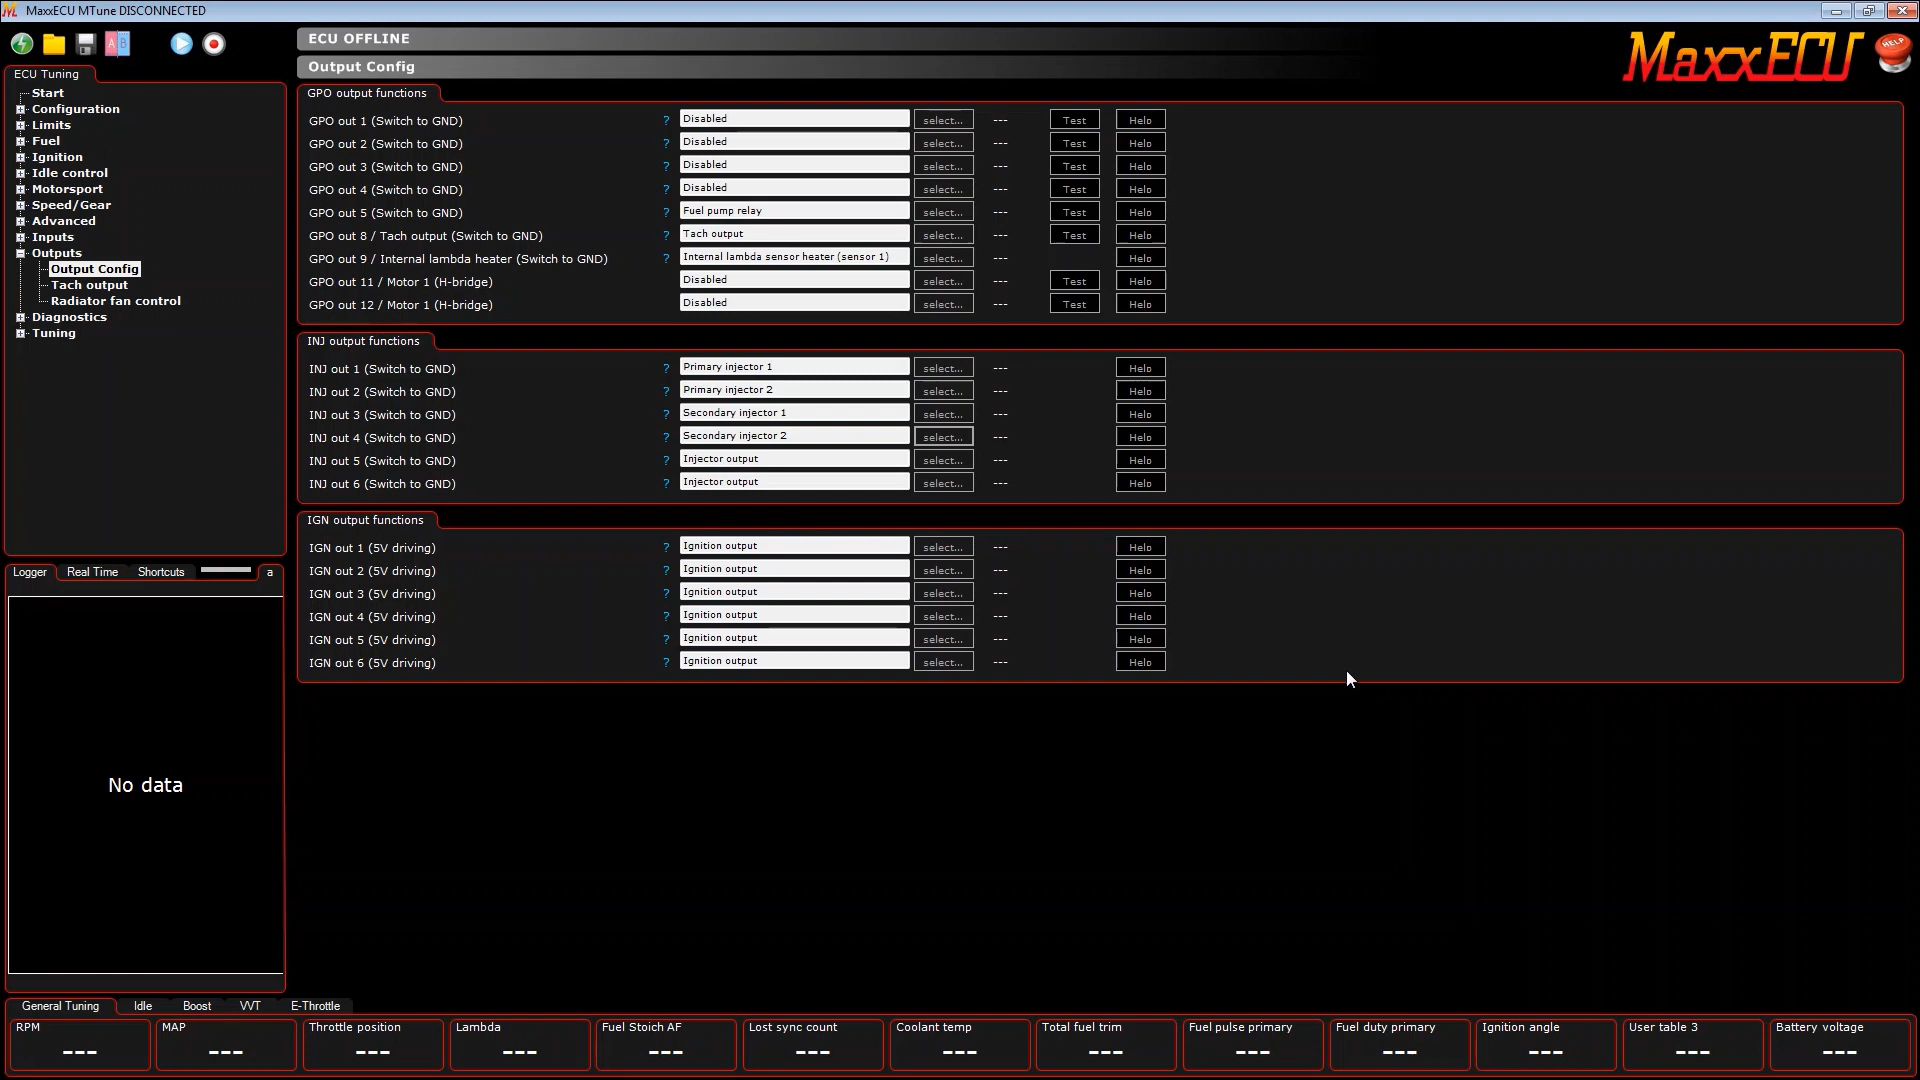 MaxxECU MTune DISCONNECTED
A B
ECU OFFLINE
Output Config
MaxxECU
HELP
ECU Tuning
Start
Configuration
Limits
Fuel
Ignition
Idle control
Motorsport
Speed/Gear
Advanced
Inputs
Outputs
Output Config
Tach output
Radiator fan control
Diagnostics
Tuning
GPO output functions
GPO out 1 (Switch to GND) ? Disabled select... --- Test Help
GPO out 2 (Switch to GND) ? Disabled select... --- Test Help
GPO out 3 (Switch to GND) ? Disabled select... --- Test Help
GPO out 4 (Switch to GND) ? Disabled select... --- Test Help
GPO out 5 (Switch to GND) ? Fuel pump relay select... --- Test Help
GPO out 8 / Tach output (Switch to GND) ? Tach output select... --- Test Help
GPO out 9 / Internal lambda heater (Switch to GND) ? Internal lambda sensor heater (sensor 1) select... --- Help
GPO out 11 / Motor 1 (H-bridge) Disabled select... --- Test Help
GPO out 12 / Motor 1 (H-bridge) Disabled select... --- Test Help
INJ output functions
INJ out 1 (Switch to GND) ? Primary injector 1 select... --- Help
INJ out 2 (Switch to GND) ? Primary injector 2 select... --- Help
INJ out 3 (Switch to GND) ? Secondary injector 1 select... --- Help
INJ out 4 (Switch to GND) ? Secondary injector 2 select... --- Help
INJ out 5 (Switch to GND) ? Injector output select... --- Help
INJ out 6 (Switch to GND) ? Injector output select... --- Help
IGN output functions
IGN out 1 (5V driving) ? Ignition output select... --- Help
IGN out 2 (5V driving) ? Ignition output select... --- Help
IGN out 3 (5V driving) ? Ignition output select... --- Help
IGN out 4 (5V driving) ? Ignition output select... --- Help
IGN out 5 (5V driving) ? Ignition output select... --- Help
IGN out 6 (5V driving) ? Ignition output select... --- Help
Logger Real Time Shortcuts a
No data
General Tuning Idle Boost VVT E-Throttle
RPM MAP Throttle position Lambda Fuel Stoich AF Lost sync count Coolant temp Total fuel trim Fuel pulse primary Fuel duty primary Ignition angle User table 3 Battery voltage
--- --- --- --- --- --- --- --- --- --- --- --- ---